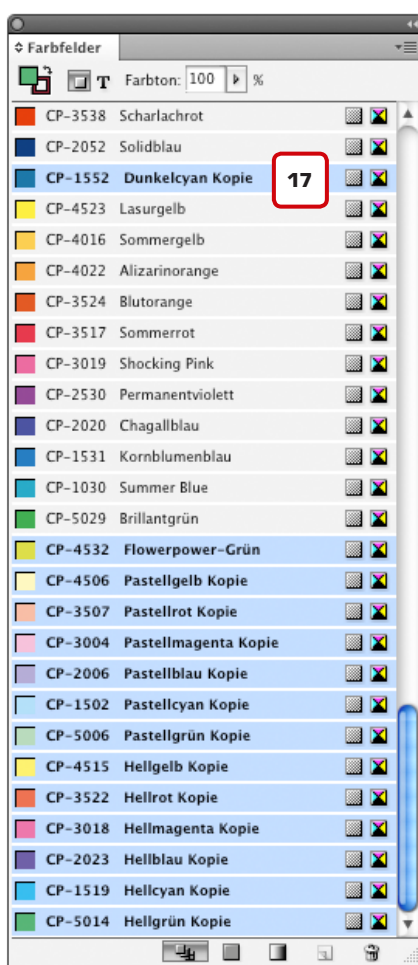 Farbfelder
T Farbton: 100 %
CP-3538 Scharlachrot
CP-2052 Solidblau
CP-1552 Dunkelcyan Kopie 17
CP-4523 Lasurgelb
CP-4016 Sommergelb
CP-4022 Alizarinorange
CP-3524 Blutorange
CP-3517 Sommerrot
CP-3019 Shocking Pink
CP-2530 Permanentviolett
CP-2020 Chagallblau
CP-1531 Kornblumenblau
CP-1030 Summer Blue
CP-5029 Brillantgrün
CP-4532 Flowerpower-Grün
CP-4506 Pastellgelb Kopie
CP-3507 Pastellrot Kopie
CP-3004 Pastellmagenta Kopie
CP-2006 Pastellblau Kopie
CP-1502 Pastellcyan Kopie
CP-5006 Pastellgrün Kopie
CP-4515 Hellgelb Kopie
CP-3522 Hellrot Kopie
CP-3018 Hellmagenta Kopie
CP-2023 Hellblau Kopie
CP-1519 Hellcyan Kopie
CP-5014 Hellgrün Kopie